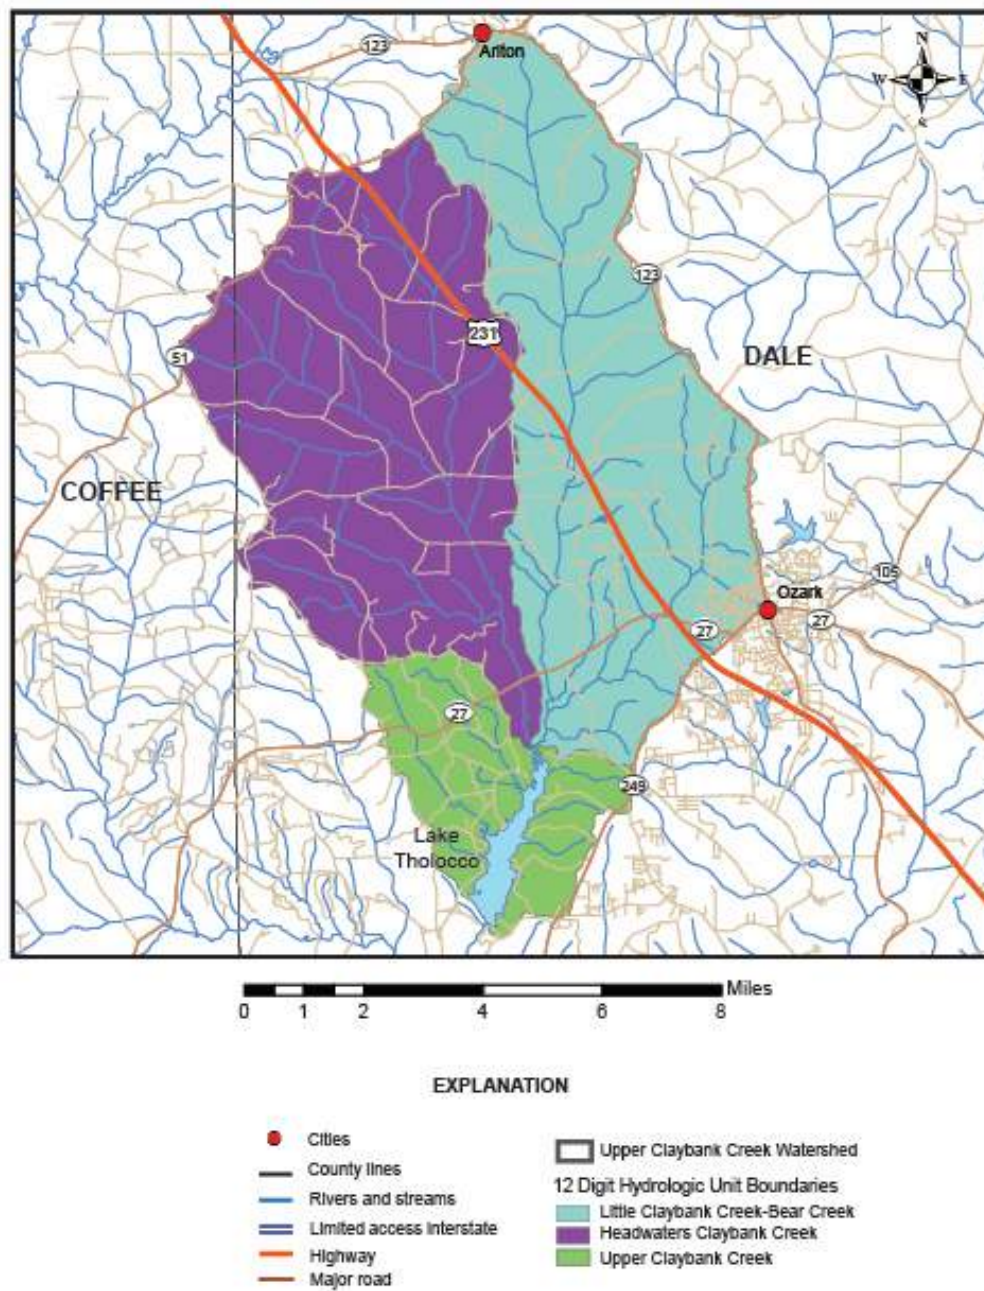 123
Ariton
N
W E
S
123
231
51
DALE
COFFEE
105
Ozark
27
27
27
249
Lake
Tholocco
Miles
0 1 2 4 6 8
EXPLANATION
Cities
County lines
Rivers and streams
Limited access interstate
Highway
Major road
Upper Claybank Creek Watershed
12 Digit Hydrologic Unit Boundaries
Little Claybank Creek-Bear Creek
Headwaters Claybank Creek
Upper Claybank Creek